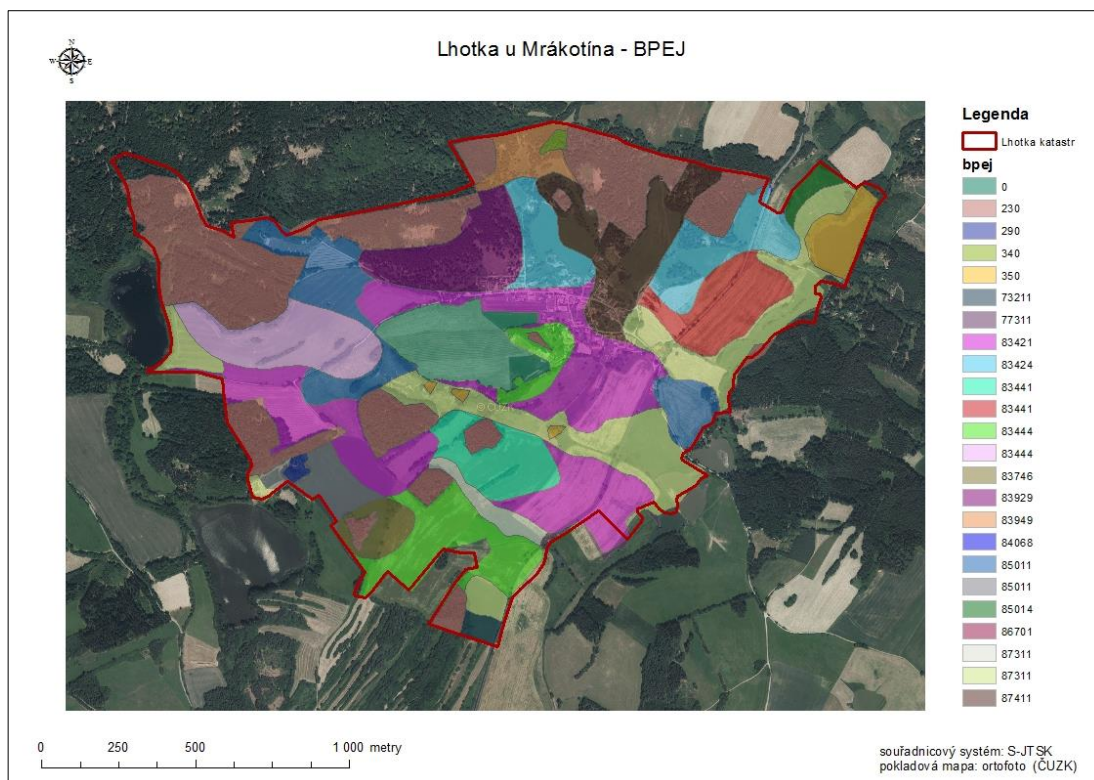 Lhotka u Mrákotína - BPEJ
N
W E
S
Legenda
Lhotka katastr
bpej
0
230
290
340
350
73211
77311
83421
83424
83441
83441
83444
83444
83746
83929
83949
84068
85011
85011
85014
86701
87311
87311
87411
0 250 500 1 000 metry
souřadnicový systém: S-JTSK
pokladová mapa: ortofoto (ČUZK)